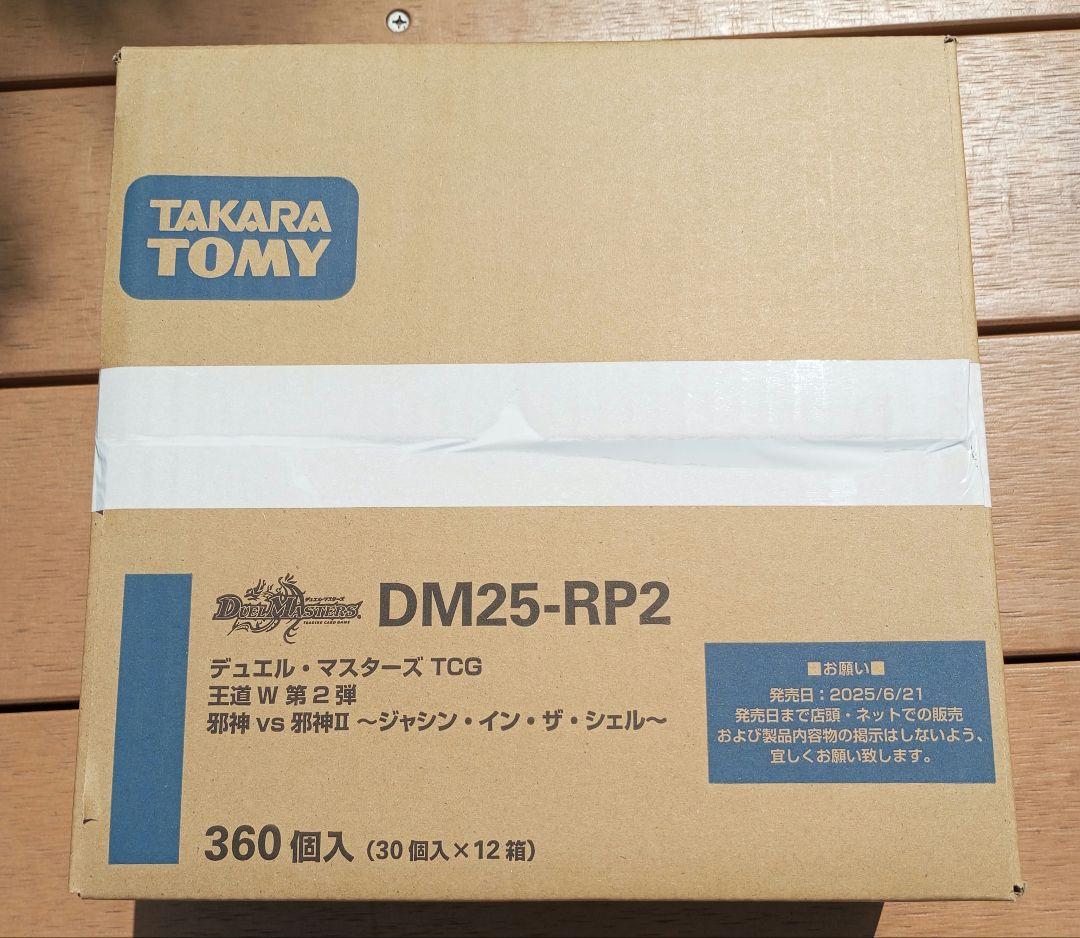 TAKARA
TOMY
デュエル・マスターズ
DUEL MASTERS
TRADING CARD GAME
DM25-RP2
デュエル・マスターズ TCG
王道 W 第2弾
邪神 vs 邪神Ⅱ ～ジャシン・イン・ザ・シェル～
360 個入（30 個入×12 箱）
■お願い■
発売日：2025/6/21
発売日まで店頭・ネットでの販売
および製品内容物の掲示はしないよう、
宜しくお願い致します。